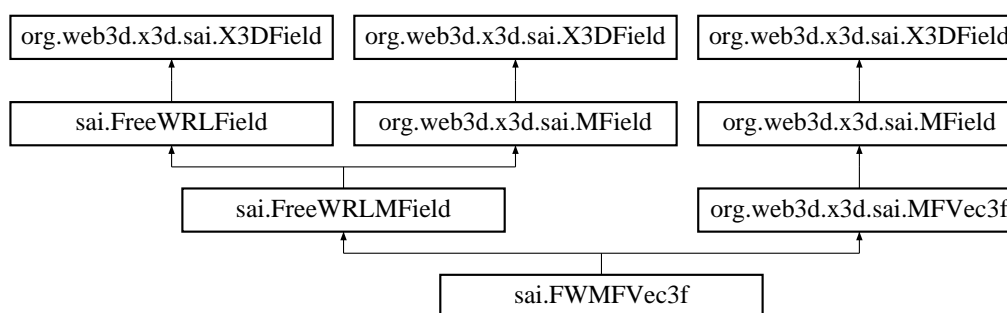 org.web3d.x3d.sai.X3DField org.web3d.x3d.sai.X3DField org.web3d.x3d.sai.X3DField
sai.FreeWRLField org.web3d.x3d.sai.MField org.web3d.x3d.sai.MField
sai.FreeWRLMField org.web3d.x3d.sai.MFVec3f
sai.FWMFVec3f